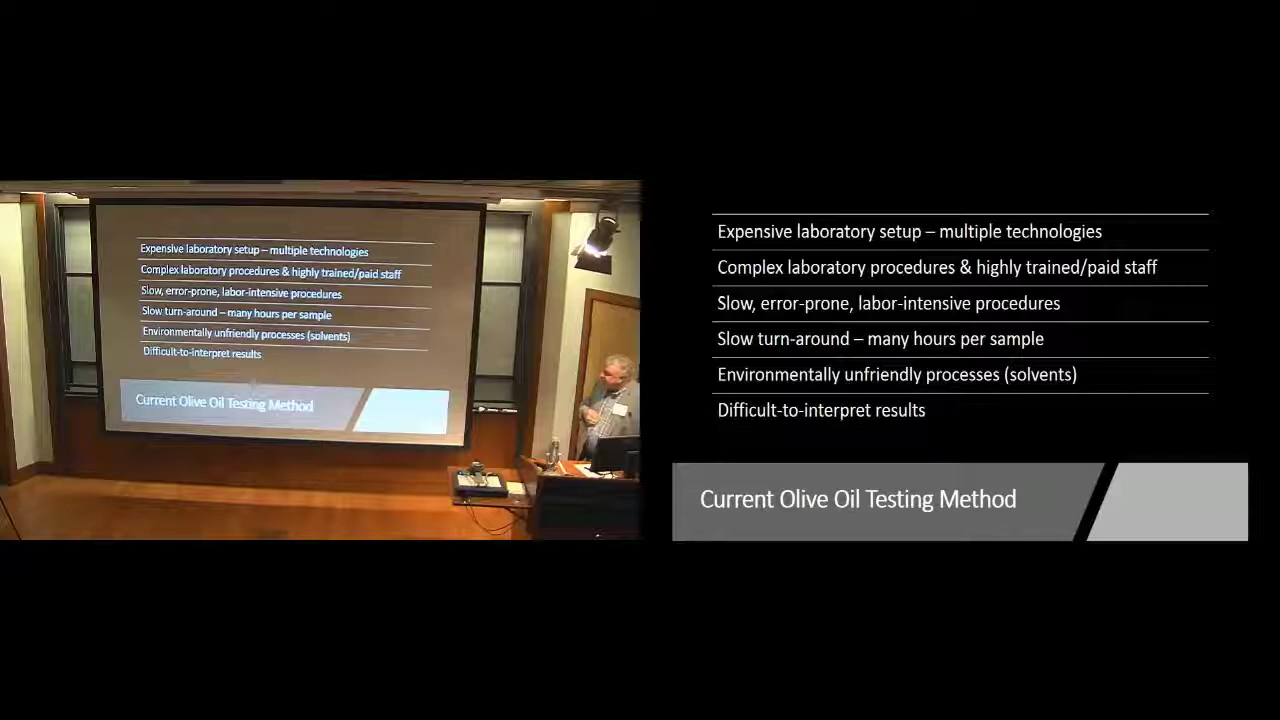 Expensive laboratory setup – multiple technologies
Complex laboratory procedures & highly trained/paid staff
Slow, error-prone, labor-intensive procedures
Slow turn-around – many hours per sample
Environmentally unfriendly processes (solvents)
Difficult-to-interpret results
Current Olive Oil Testing Method
Expensive laboratory setup – multiple technologies
Complex laboratory procedures & highly trained/paid staff
Slow, error-prone, labor-intensive procedures
Slow turn-around – many hours per sample
Environmentally unfriendly processes (solvents)
Difficult-to-interpret results
Current Olive Oil Testing Method